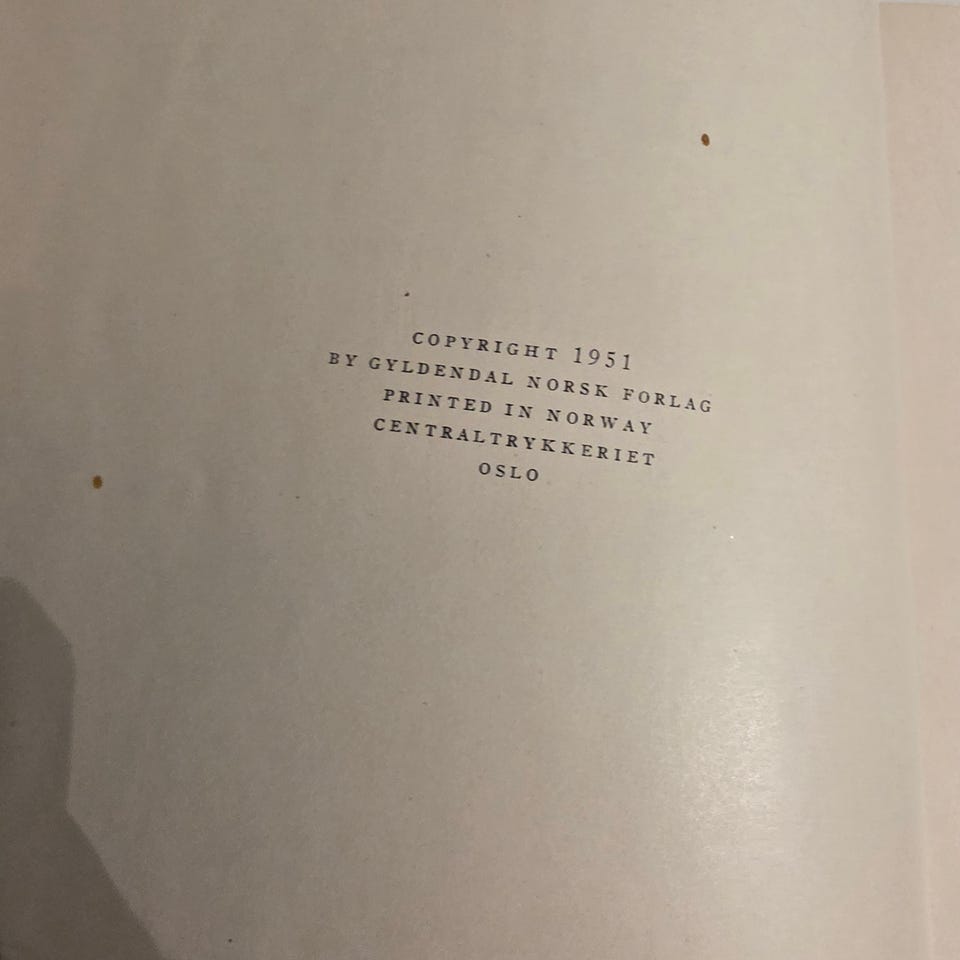 COPYRIGHT 1951
BY GYLDENDAL NORSK FORLAG
PRINTED IN NORWAY
CENTRALTRYKKERIET
OSLO